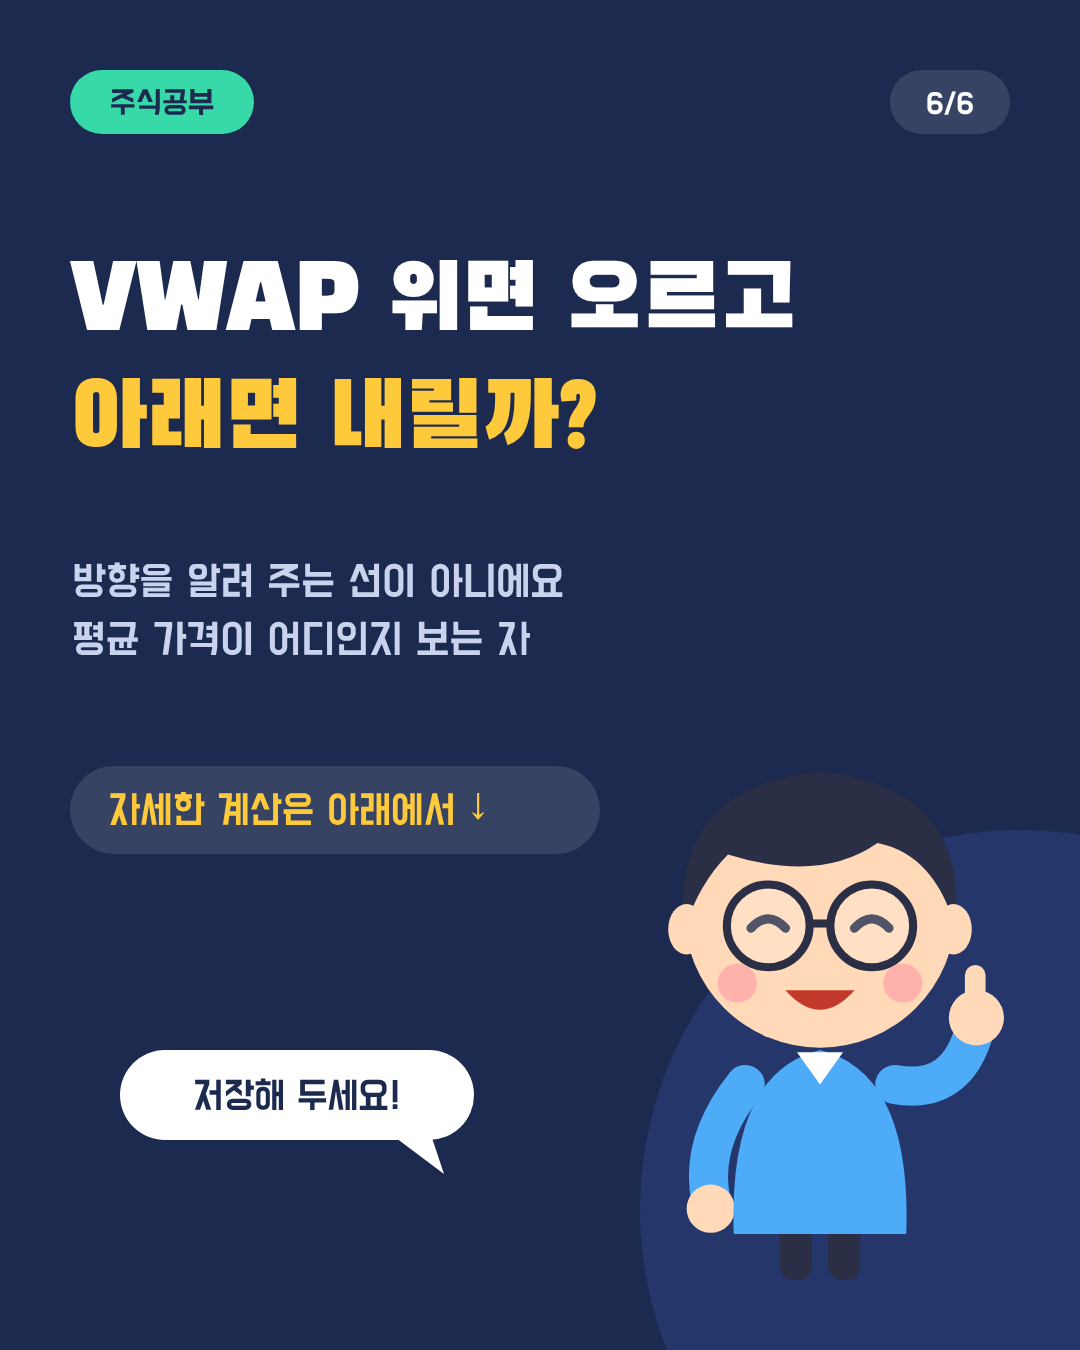 주식공부
6/6
VWAP 위면 오르고
아래면 내릴까?
방향을 알려 주는 선이 아니에요
평균 가격이 어디인지 보는 자
자세한 계산은 아래에서 ↓
저장해 두세요!